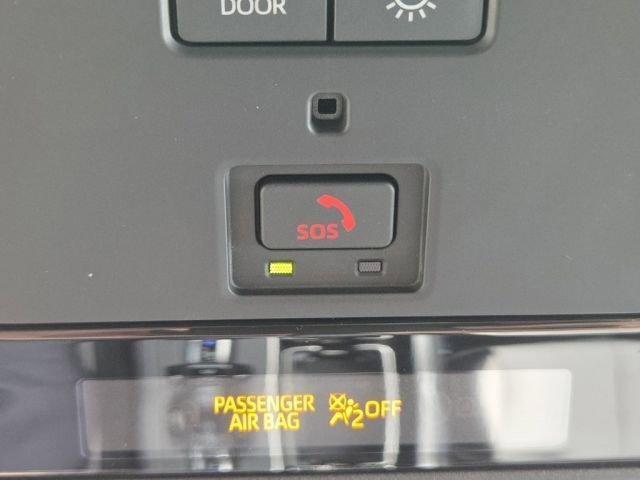 DOOR
SOS
PASSENGER
AIR BAG
2 OFF